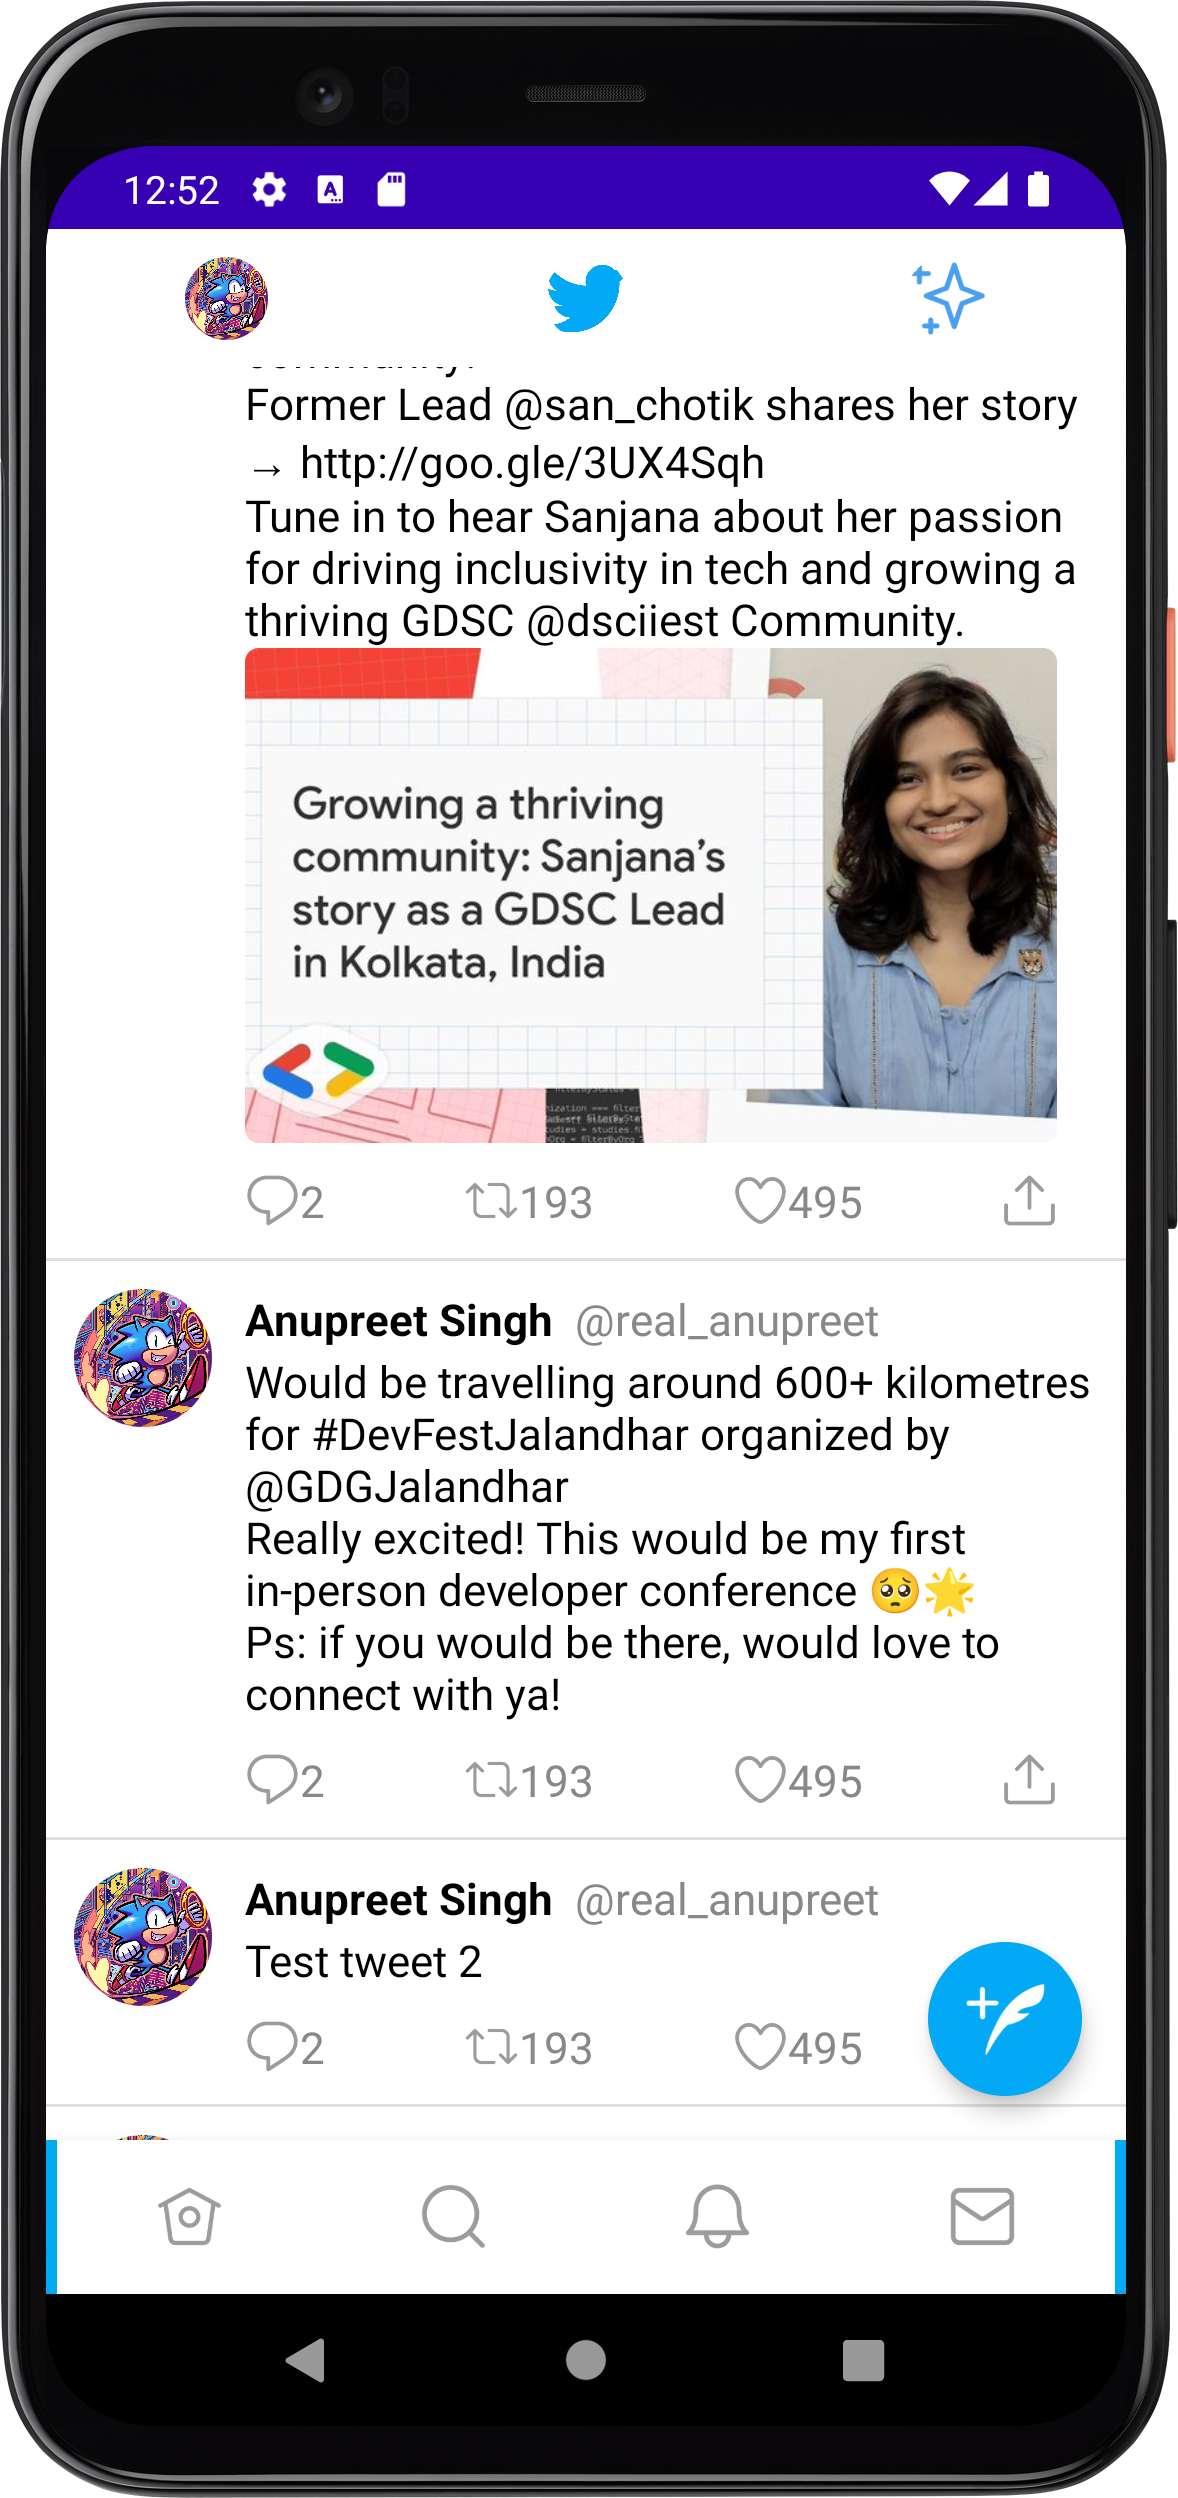 12:52
Former Lead @san_chotik shares her story
→ http://goo.gle/3UX4Sqh
Tune in to hear Sanjana about her passion
for driving inclusivity in tech and growing a
thriving GDSC @dsciiest Community.
Growing a thriving
community: Sanjana's
story as a GDSC Lead
in Kolkata, India
2 193 495
Anupreet Singh @real_anupreet
Would be travelling around 600+ kilometres
for #DevFestJalandhar organized by
@GDGJalandhar
Really excited! This would be my first
in-person developer conference 🥺🌟
Ps: if you would be there, would love to
connect with ya!
2 193 495
Anupreet Singh @real_anupreet
Test tweet 2
2 193 495